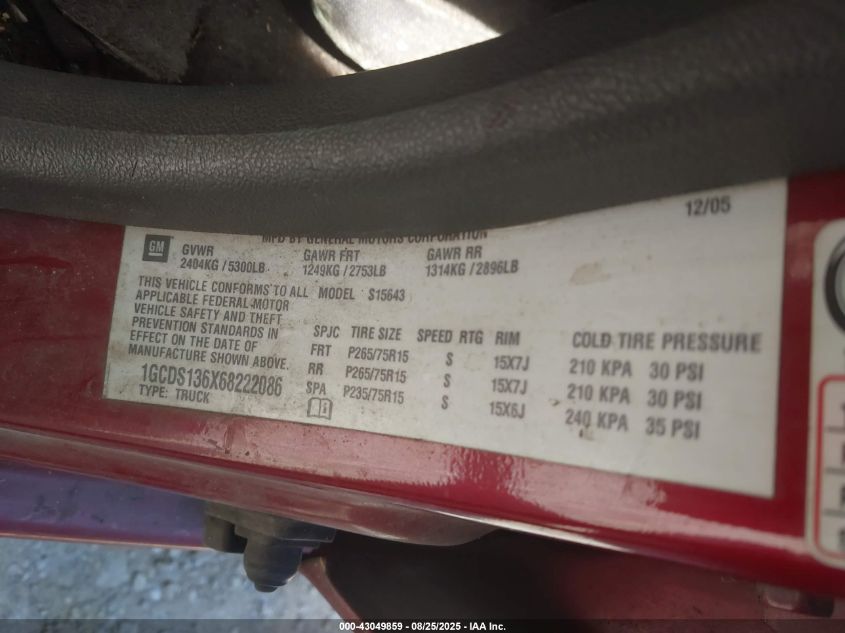 12/05
MFD BY GENERAL MOTORS CORPORATION
GM
GVWR GAWR FRT GAWR RR
2404KG / 5300LB 1249KG / 2753LB 1314KG / 2896LB
THIS VEHICLE CONFORMS TO ALL MODEL S15643
APPLICABLE FEDERAL MOTOR
VEHICLE SAFETY AND THEFT
PREVENTION STANDARDS IN
EFFECT ON THE DATE OF
MANUFACTURE SHOWN ABOVE.
1GCDS136X68222086
TYPE: TRUCK
SPJC TIRE SIZE SPEED RTG RIM COLD TIRE PRESSURE
FRT P265/75R15 S 15X7J 210 KPA 30 PSI
RR P265/75R15 S 15X7J 210 KPA 30 PSI
SPA P235/75R15 S 15X6J 240 KPA 35 PSI
000-43049859 - 08/25/2025 - IAA Inc.